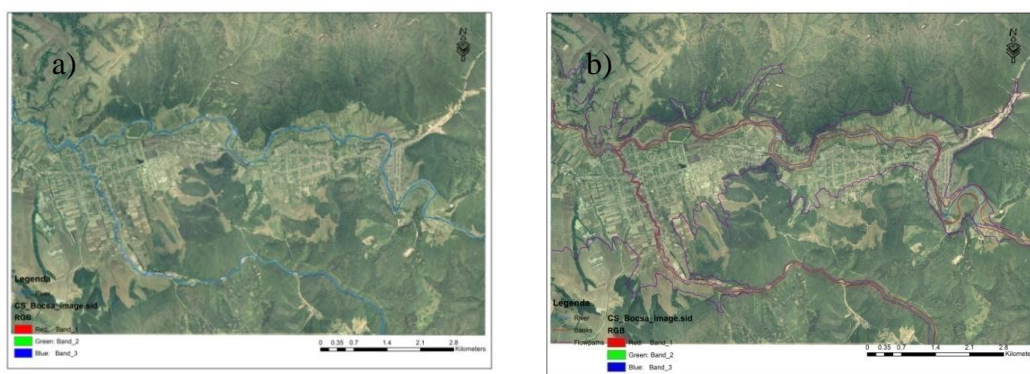 a)
N
Legenda
CS_Bocsa_image.sid
RGB
Red: Band_1
Green: Band_2
Blue: Band_3
0 0.35 0.7 1.4 2.1 2.8
Kilometers
b)
N
Legenda
River
Banks
Flowpaths
CS_Bocsa_image.sid
RGB
Red: Band_1
Green: Band_2
Blue: Band_3
0 0.35 0.7 1.4 2.1 2.8
Kilometers